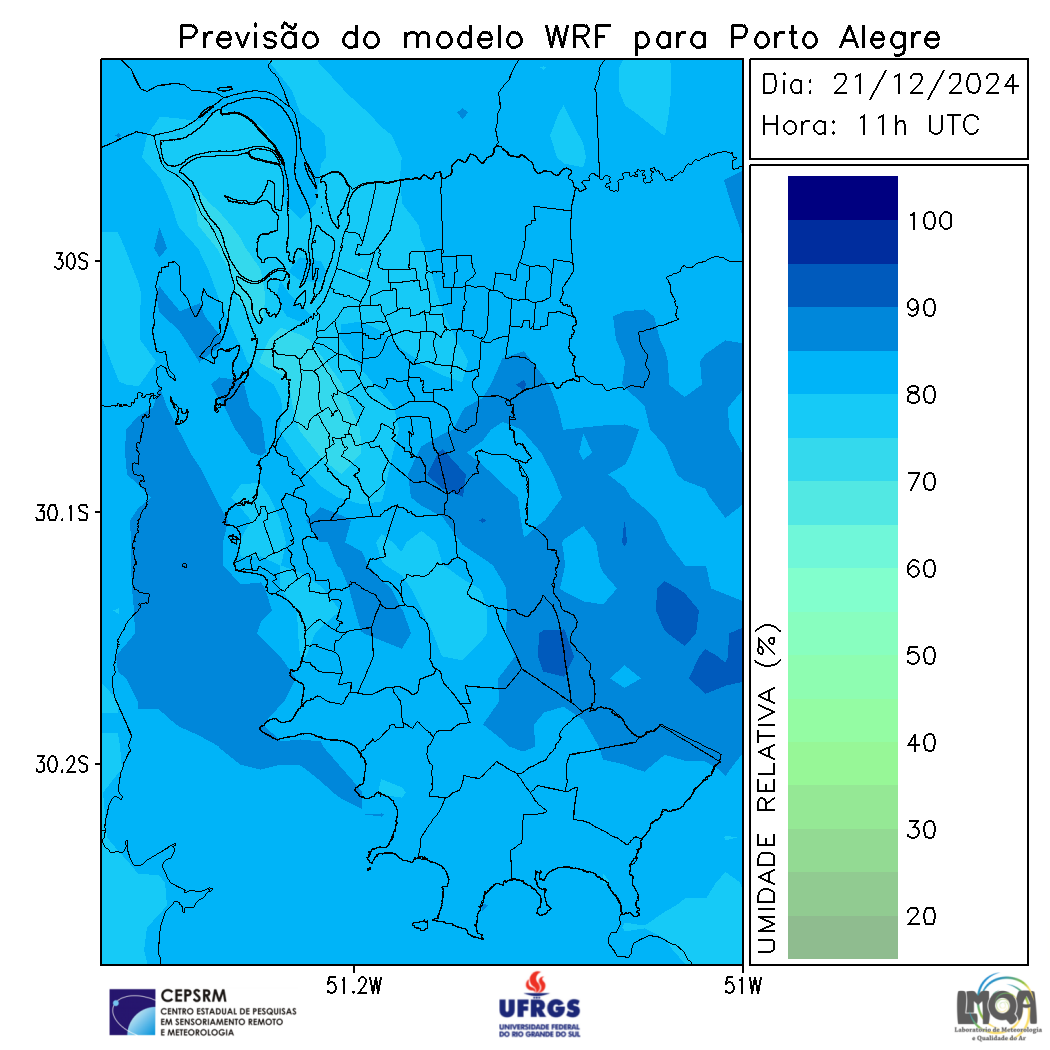 Previsão do modelo WRF para Porto Alegre
Dia: 21/12/2024
Hora: 11h UTC
100
90
80
70
60
50
40
30
20
UMIDADE RELATIVA (%)
30S
30.1S
30.2S
51.2W
51W
CEPSRM
CENTRO ESTADUAL DE PESQUISAS
EM SENSORIAMENTO REMOTO
E METEOROLOGIA
UFRGS
UNIVERSIDADE FEDERAL
DO RIO GRANDE DO SUL
LMQA
Laboratório de Meteorologia
e Qualidade do Ar